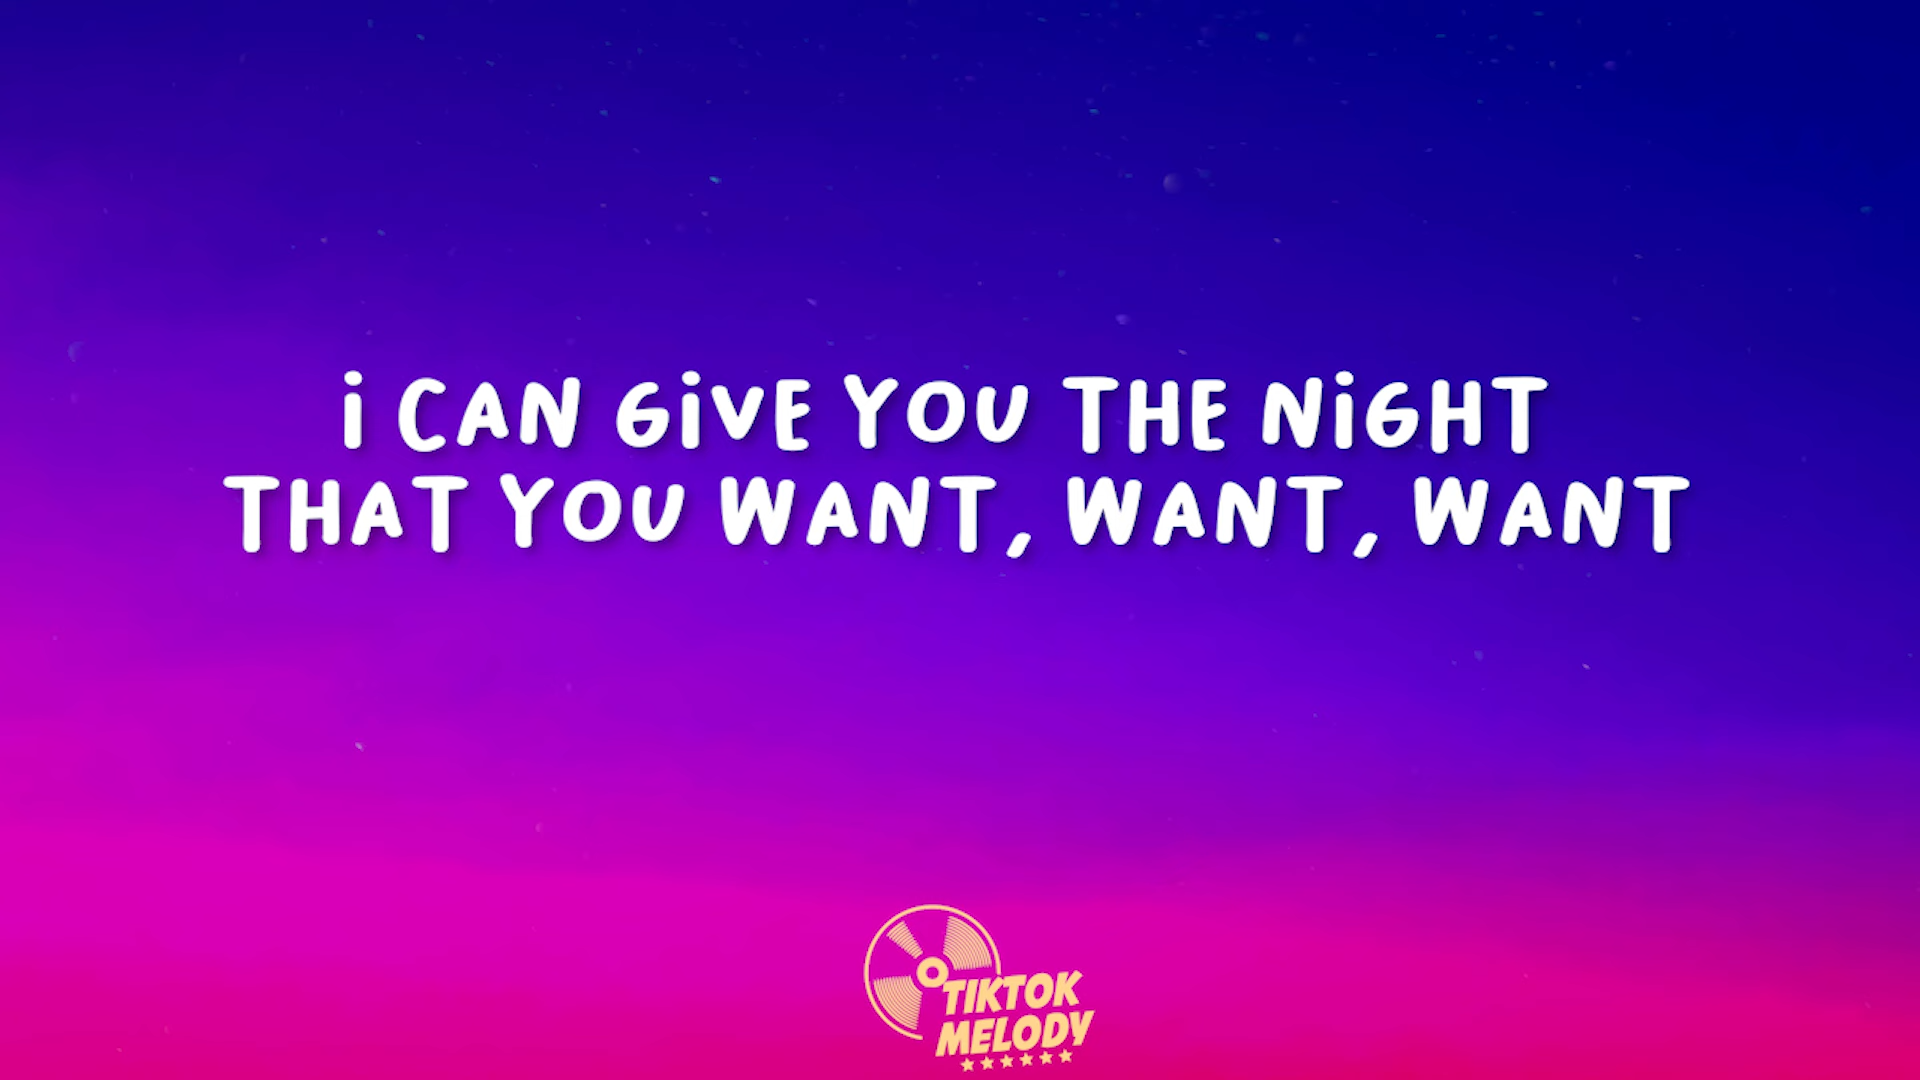 i CAN GiVE YOU THE NiGHT
THAT YOU WANT, WANT, WANT
TIKTOK
MELODY